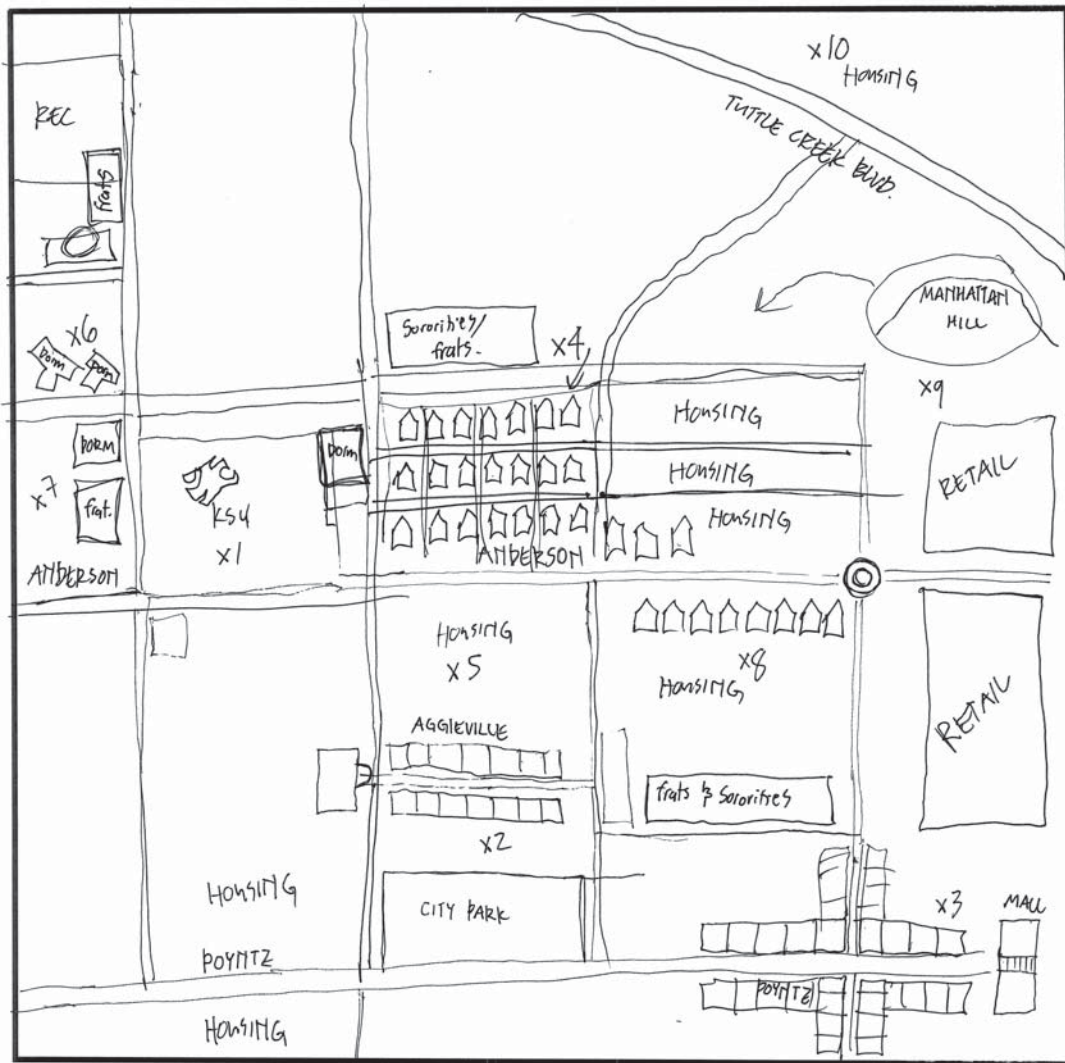 x10
HOUSING
REC
TUTTLE CREEK BLVD.
frats
MANHATTAN
HILL
Sororities/
frats.
x6
x4
Dorm
Dorm
x9
HOUSING
DORM
Dorm
RETAIL
HOUSING
x7
KSU
frat.
HOUSING
x1
ANDERSON
ANDERSON
HOUSING
x5
x8
HOUSING
RETAIL
AGGIEVILLE
frats & Sororities
x2
HOUSING
CITY PARK
x3
MALL
POYNTZ
POYNTZ
HOUSING